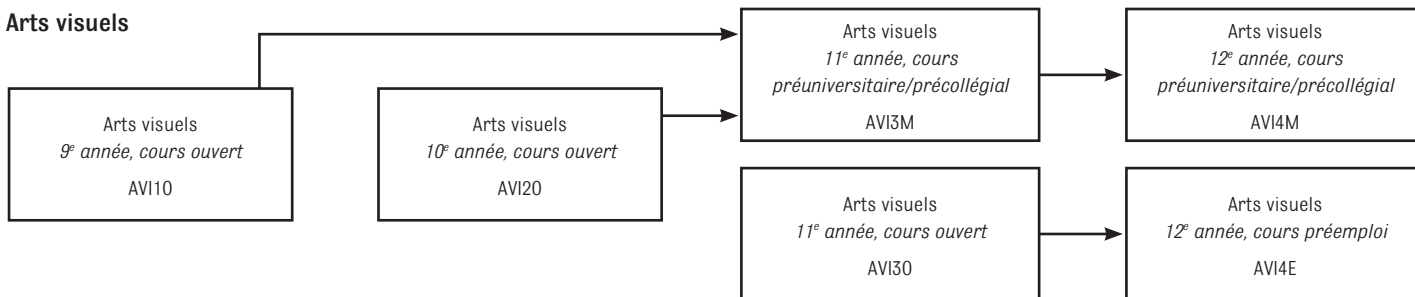 Arts visuels
Arts visuels
9e année, cours ouvert
AVI1O
Arts visuels
10e année, cours ouvert
AVI2O
Arts visuels
11e année, cours
préuniversitaire/précollégial
AVI3M
Arts visuels
12e année, cours
préuniversitaire/précollégial
AVI4M
Arts visuels
11e année, cours ouvert
AVI3O
Arts visuels
12e année, cours préemploi
AVI4E